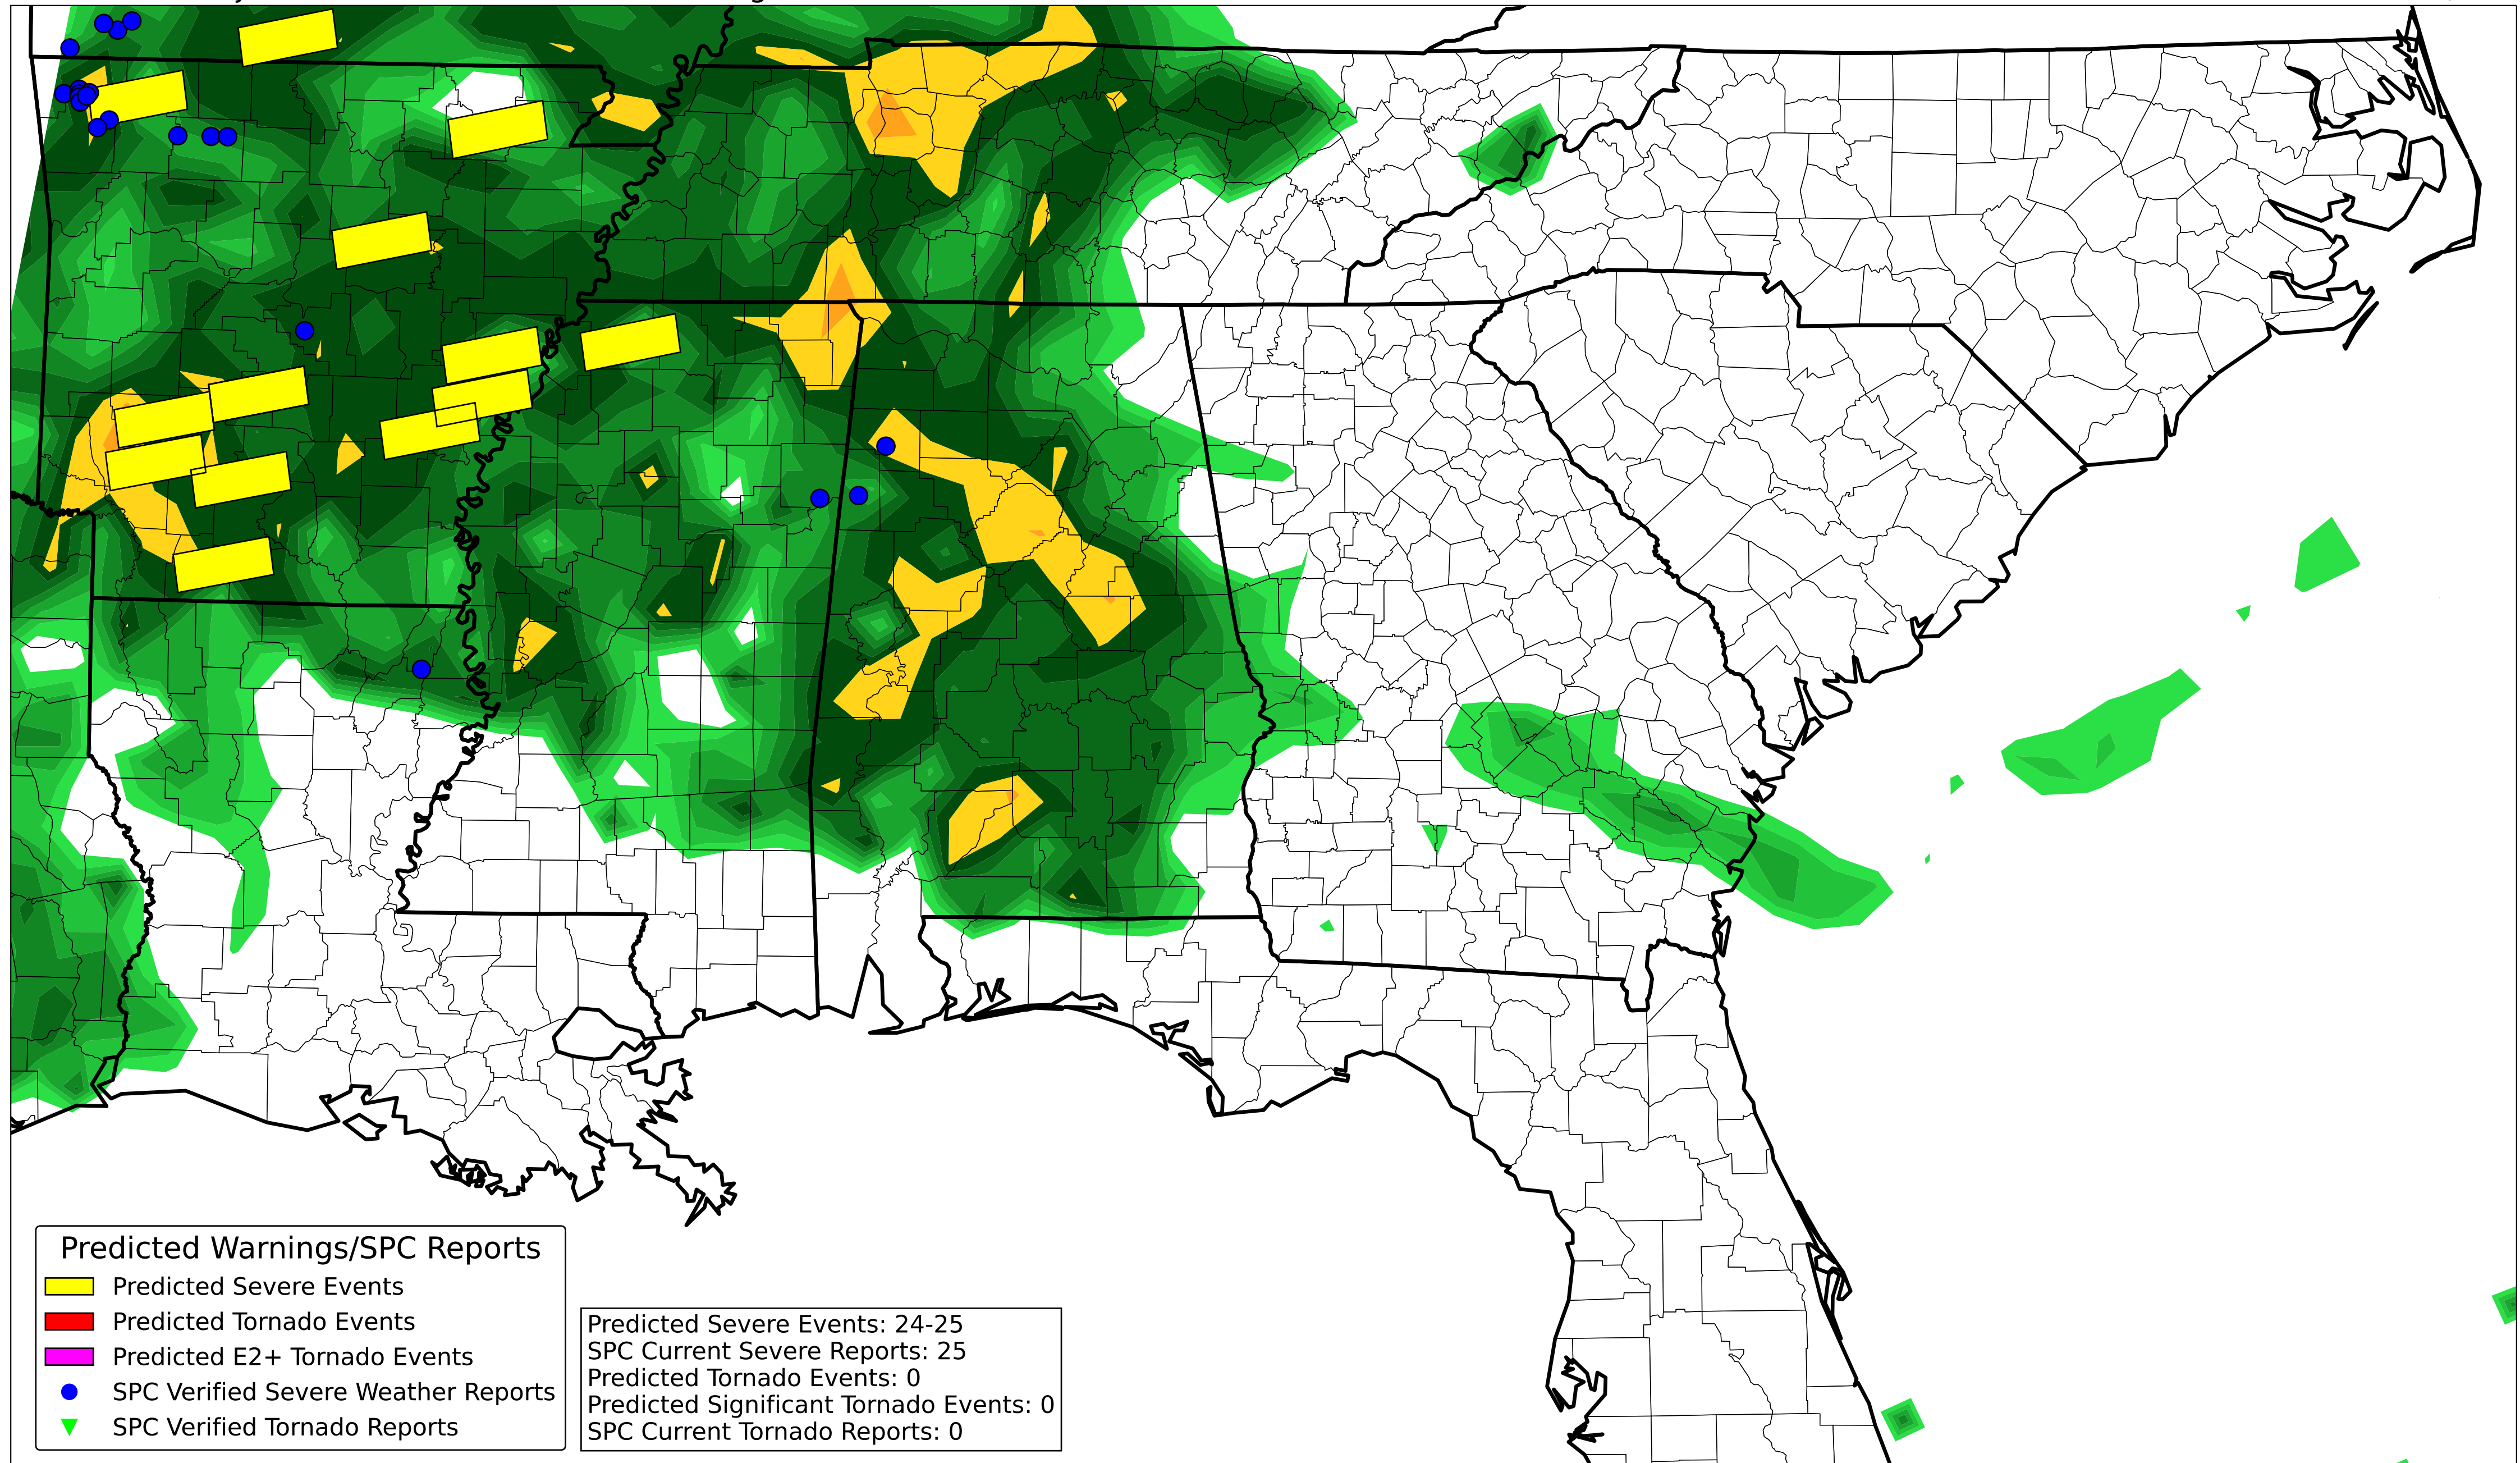 Predicted Warnings/SPC Reports
Predicted Severe Events
Predicted Tornado Events
Predicted E2+ Tornado Events
SPC Verified Severe Weather Reports
SPC Verified Tornado Reports
Predicted Severe Events: 24-25
SPC Current Severe Reports: 25
Predicted Tornado Events: 0
Predicted Significant Tornado Events: 0
SPC Current Tornado Reports: 0